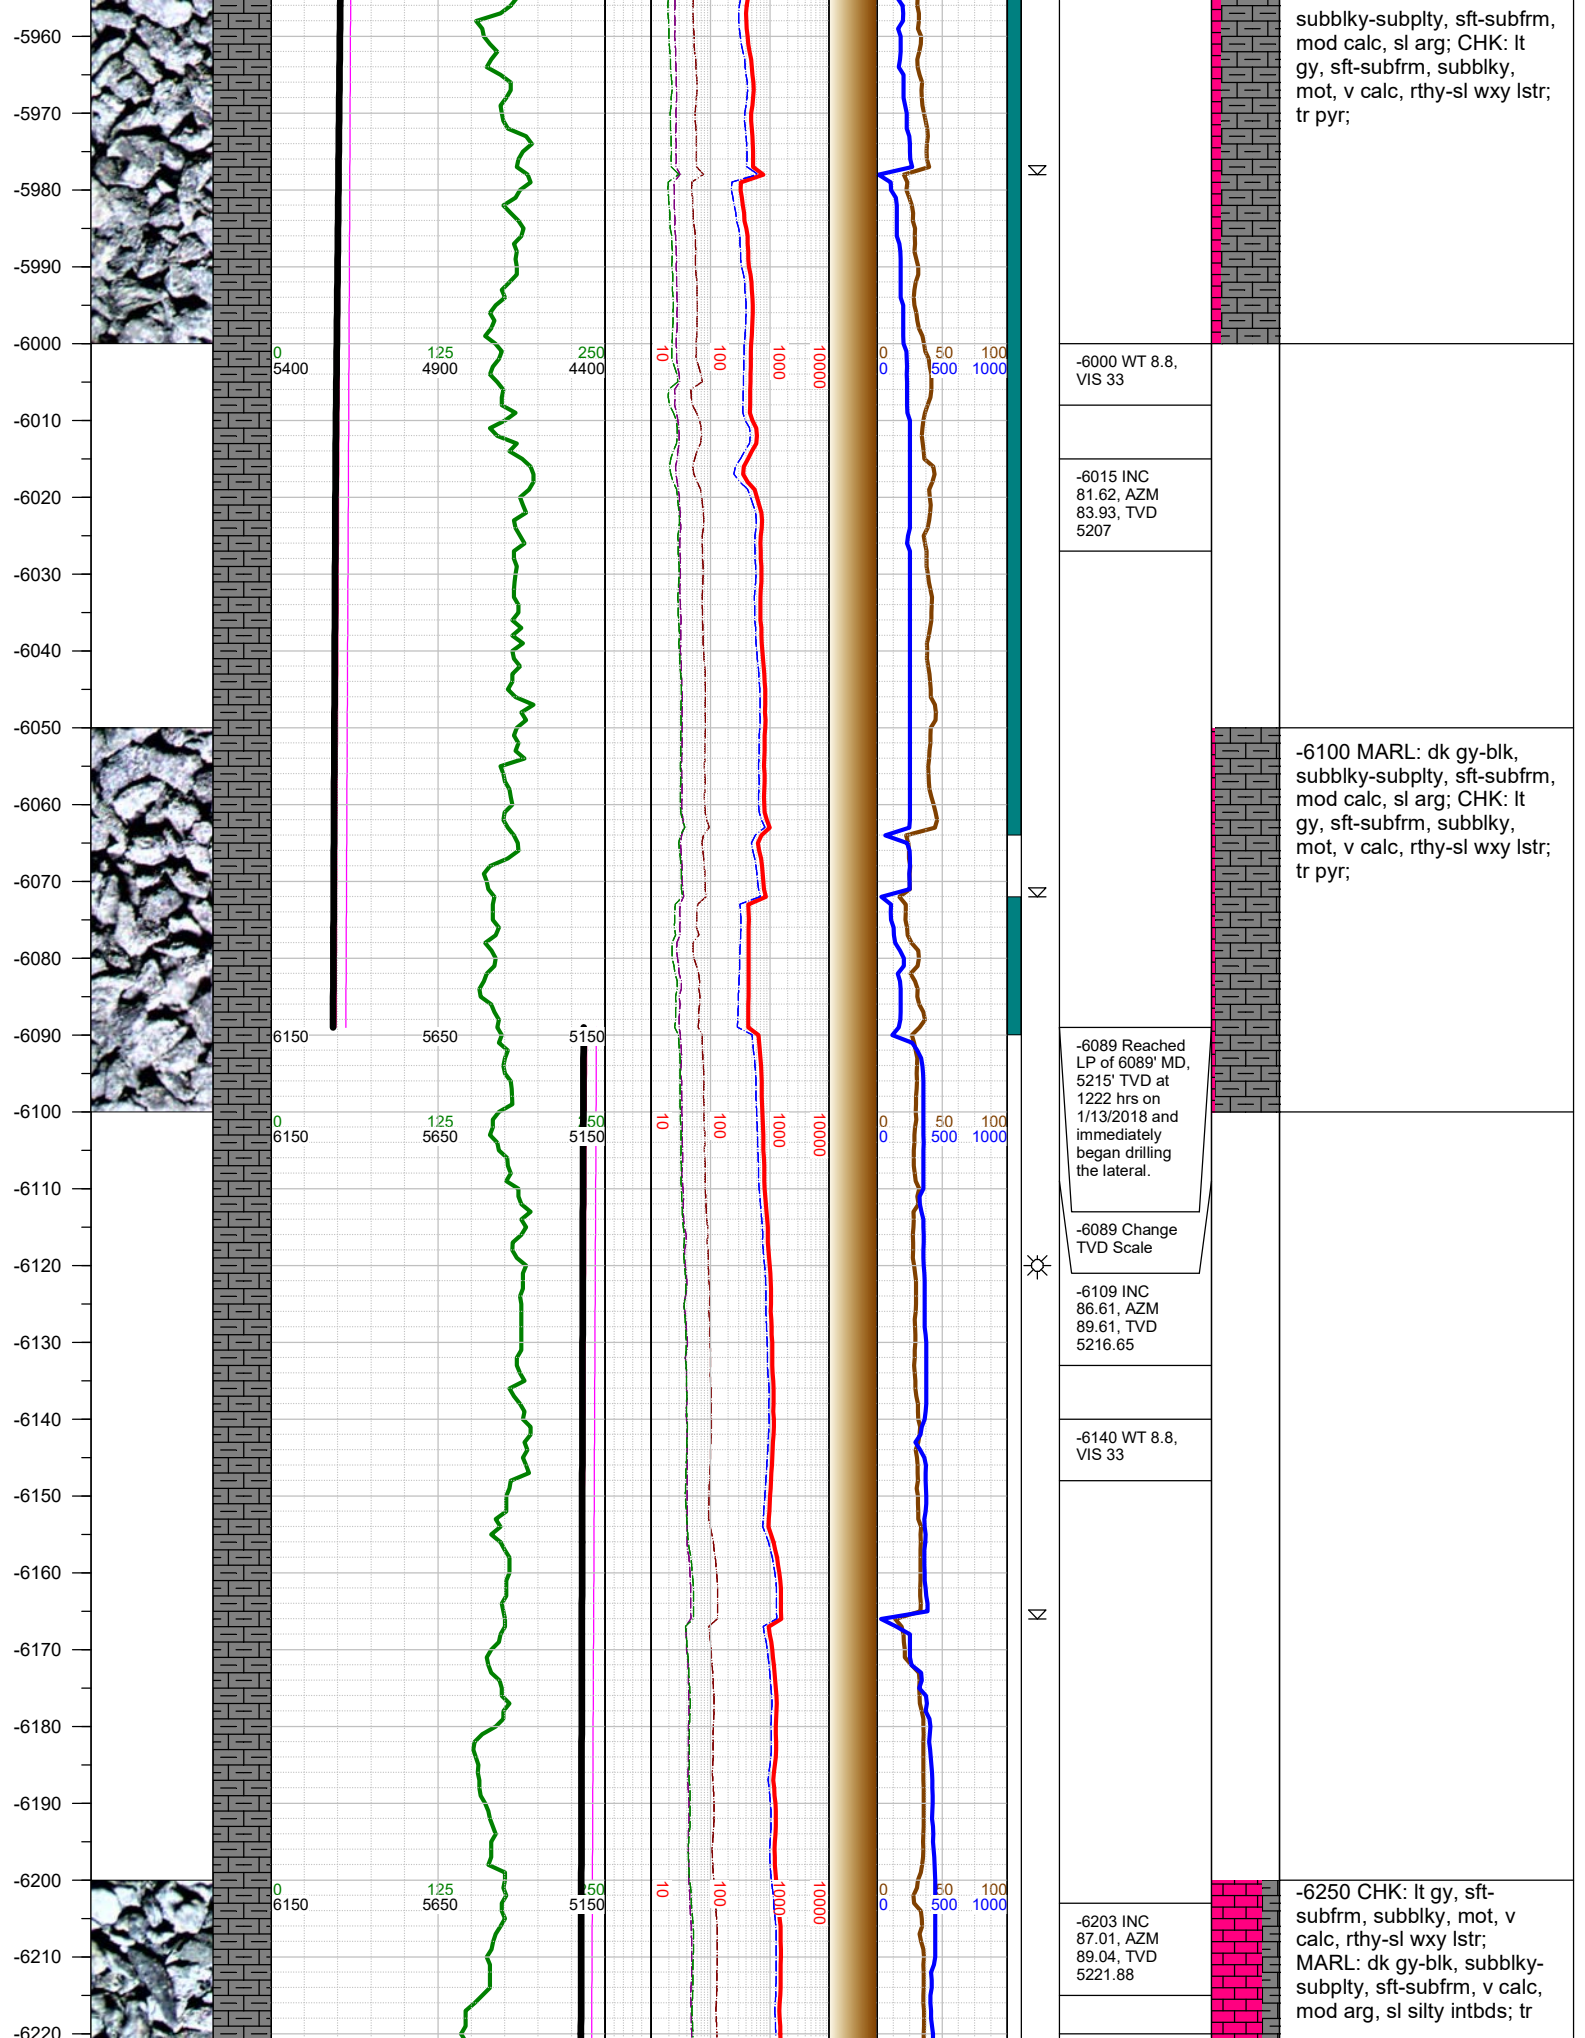 subblky-subplty, sft-subfrm,
mod calc, sl arg; CHK: lt
gy, sft-subfrm, subblky,
mot, v calc, rthy-sl wxy lstr;
tr pyr;
-5960
-5970
-5980
-5990
-6000
0 125 250
5400 4900 4400
10 100 1000 10000
0 50 100
0 500 1000
-6000 WT 8.8,
VIS 33
-6010
-6015 INC
81.62, AZM
83.93, TVD
5207
-6020
-6030
-6040
-6050
-6100 MARL: dk gy-blk,
subblky-subplty, sft-subfrm,
mod calc, sl arg; CHK: lt
gy, sft-subfrm, subblky,
mot, v calc, rthy-sl wxy lstr;
tr pyr;
-6060
-6070
-6080
-6090
6150 5650 5150
-6089 Reached
LP of 6089' MD,
5215' TVD at
1222 hrs on
1/13/2018 and
immediately
began drilling
the lateral.
-6100
0 125 250
6150 5650 5150
10 100 1000 10000
0 50 100
0 500 1000
-6110
-6089 Change
TVD Scale
-6120
-6109 INC
86.61, AZM
89.61, TVD
5216.65
-6130
-6140
-6140 WT 8.8,
VIS 33
-6150
-6160
-6170
-6180
-6190
-6200
0 125 250
6150 5650 5150
10 100 1000 10000
0 50 100
0 500 1000
-6203 INC
87.01, AZM
89.04, TVD
5221.88
-6250 CHK: lt gy, sft-
subfrm, subblky, mot, v
calc, rthy-sl wxy lstr;
MARL: dk gy-blk, subblky-
subplty, sft-subfrm, v calc,
mod arg, sl silty intbds; tr
-6210
-6220